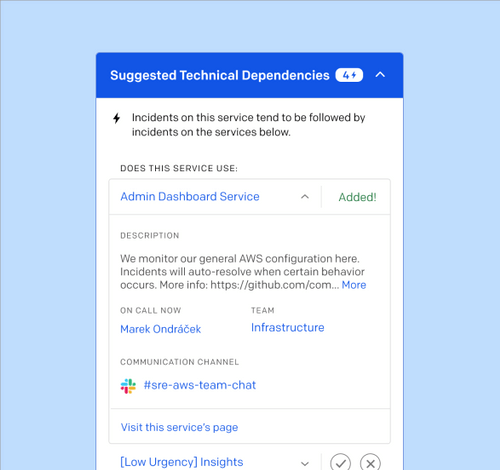 Suggested Technical Dependencies 4
Incidents on this service tend to be followed by
incidents on the services below.
DOES THIS SERVICE USE:
Admin Dashboard Service Added!
DESCRIPTION
We monitor our general AWS configuration here.
Incidents will auto-resolve when certain behavior
occurs. More info: https://github.com/com... More
ON CALL NOW TEAM
Marek Ondráček Infrastructure
COMMUNICATION CHANNEL
#sre-aws-team-chat
Visit this service's page
[Low Urgency] Insights